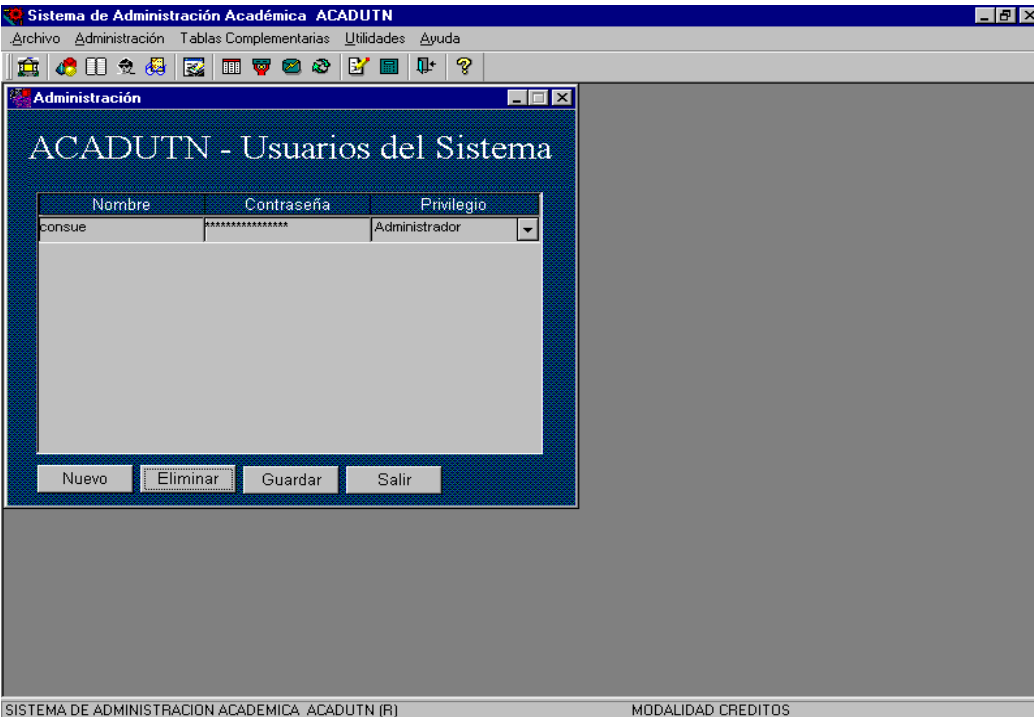 Sistema de Administración Académica ACADUTN
Archivo Administración Tablas Complementarias Utilidades Ayuda
Administración
ACADUTN - Usuarios del Sistema
Nombre Contraseña Privilegio
consue *************** Administrador
Nuevo Eliminar Guardar Salir
SISTEMA DE ADMINISTRACION ACADEMICA ACADUTN (R) MODALIDAD CREDITOS